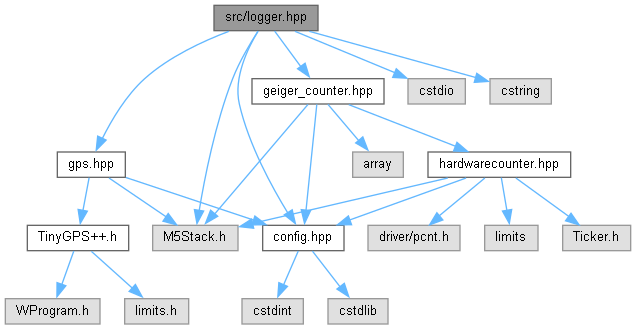 src/logger.hpp
geiger_counter.hpp
cstdio
cstring
gps.hpp
array
hardwarecounter.hpp
TinyGPS++.h
M5Stack.h
config.hpp
driver/pcnt.h
limits
Ticker.h
WProgram.h
limits.h
cstdint
cstdlib